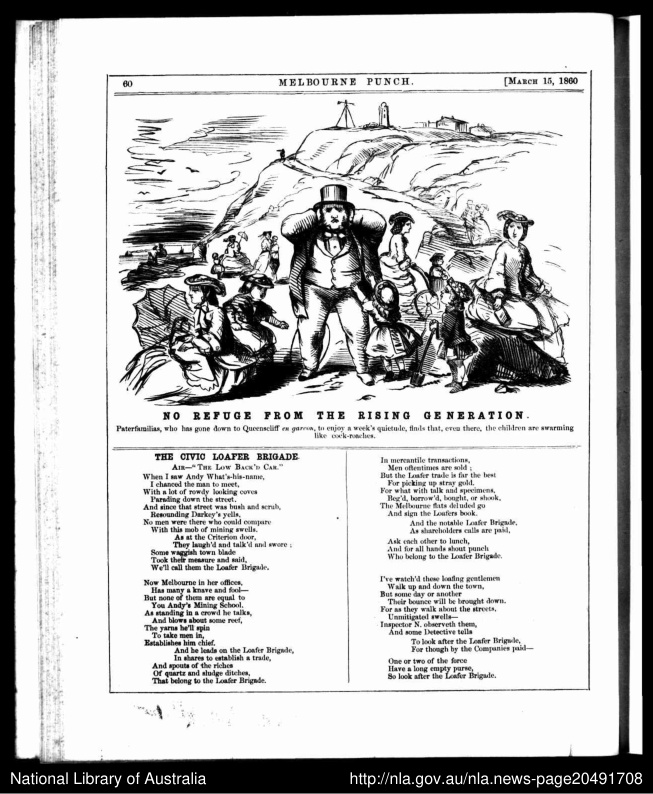 60
MELBOURNE PUNCH.
[MARCH 15, 1860
NO REFUGE FROM THE RISING GENERATION.
Paterfamilias, who has gone down to Queenscliff en garcon, to enjoy a week's quietude, finds that, even there, the children are swarming
like cock-roaches.
THE CIVIC LOAFER BRIGADE.
AIR—"THE LOW BACK'D CAR."
When I saw Andy What's-his-name,
I chanced the man to meet,
With a lot of rowdy looking coves
Parading down the street.
And since that street was bush and scrub,
Resounding Darkey's yells,
No men were there who could compare
With this mob of mining swells.
As at the Criterion door,
They laugh'd and talk'd and swore ;
Some waggish town blade
Took their measure and said,
We'll call them the Loafer Brigade.
Now Melbourne in her offices,
Has many a knave and fool—
But none of them are equal to
You Andy's Mining School.
As standing in a crowd he talks,
And blows about some reef,
The yarns he'll spin
To take men in,
Establishes him chief.
And he leads on the Loafer Brigade,
In shares to establish a trade,
And spouts of the riches
Of quartz and sludge ditches,
That belong to the Loafer Brigade.
In mercantile transactions,
Men oftentimes are sold ;
But the Loafer trade is far the best
For picking up stray gold.
For what with talk and specimens,
Beg'd, borrow'd, bought, or shook,
The Melbourne flats deluded go
And sign the Loafers book.
And the notable Loafer Brigade,
As shareholders calls are paid,
Ask each other to lunch,
And for all hands shout punch
Who belong to the Loafer Brigade.
I've watch'd these loafing gentlemen
Walk up and down the town,
But some day or another
Their bounce will be brought down.
For as they walk about the streets,
Unmitigated swells—
Inspector N. observeth them,
And some Detective tells
To look after the Loafer Brigade,
For though by the Companies paid—
One or two of the force
Have a long empty purse,
So look after the Loafer Brigade.
National Library of Australia
http://nla.gov.au/nla.news-page20491708